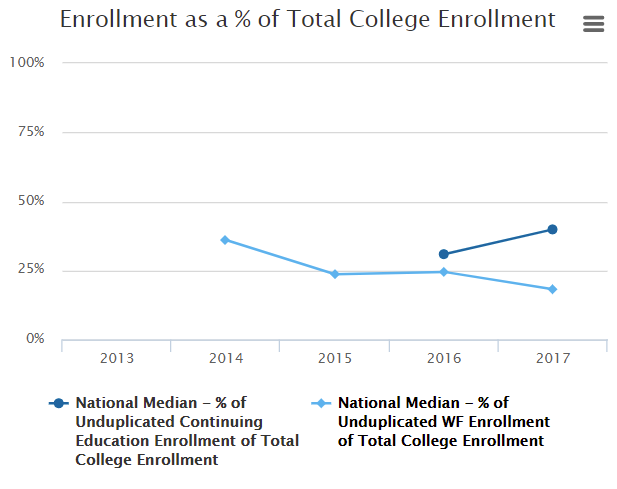 Enrollment as a % of Total College Enrollment
100%
75%
50%
25%
0%
2013 2014 2015 2016 2017
National Median – % of
Unduplicated Continuing
Education Enrollment of Total
College Enrollment
National Median – % of
Unduplicated WF Enrollment
of Total College Enrollment